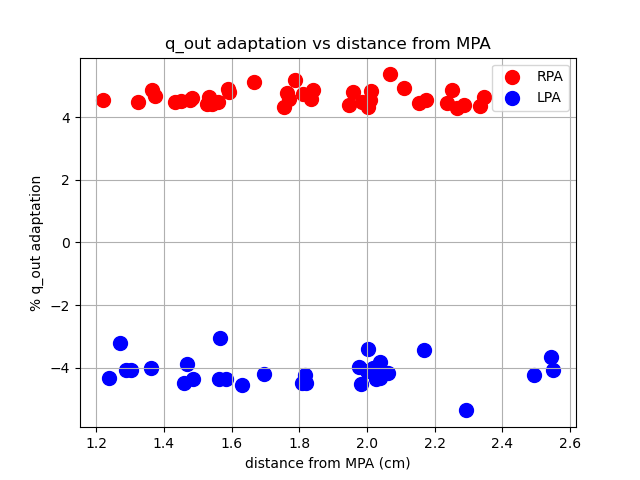 q_out adaptation vs distance from MPA
RPA
LPA
% q_out adaptation
4
2
0
−2
−4
1.2 1.4 1.6 1.8 2.0 2.2 2.4 2.6
distance from MPA (cm)